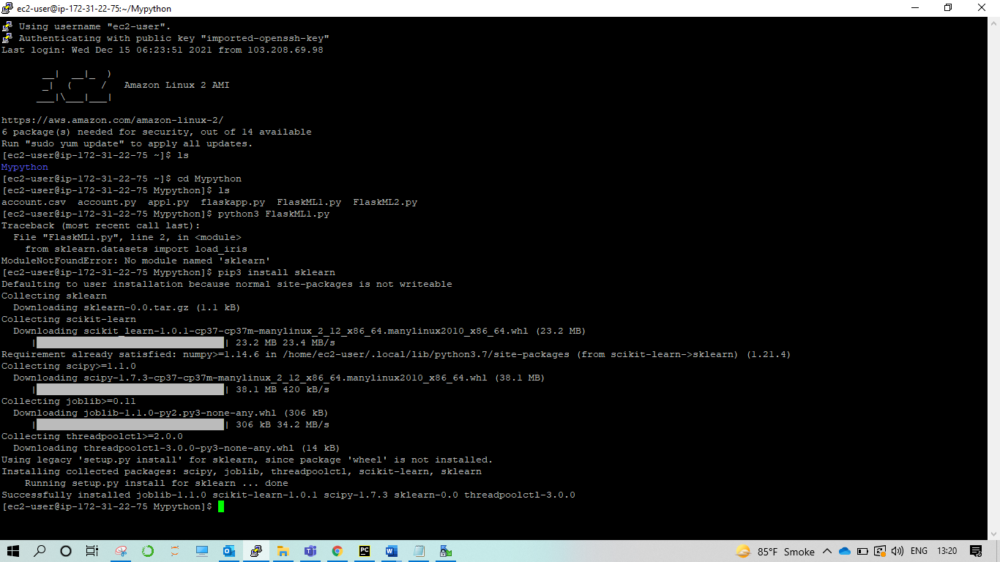 ec2-user@ip-172-31-22-75:~/Mypython
Using username "ec2-user".
Authenticating with public key "imported-openssh-key"
Last login: Wed Dec 15 06:23:51 2021 from 103.208.69.98
__|  __|_  )
_|  (     /   Amazon Linux 2 AMI
___|\___|___|
https://aws.amazon.com/amazon-linux-2/
6 package(s) needed for security, out of 14 available
Run "sudo yum update" to apply all updates.
[ec2-user@ip-172-31-22-75 ~]$ ls
Mypython
[ec2-user@ip-172-31-22-75 ~]$ cd Mypython
[ec2-user@ip-172-31-22-75 Mypython]$ ls
account.csv  account.py  app1.py  flaskapp.py  FlaskML1.py  FlaskML2.py
[ec2-user@ip-172-31-22-75 Mypython]$ python3 FlaskML1.py
Traceback (most recent call last):
  File "FlaskML1.py", line 2, in <module>
    from sklearn.datasets import load_iris
ModuleNotFoundError: No module named 'sklearn'
[ec2-user@ip-172-31-22-75 Mypython]$ pip3 install sklearn
Defaulting to user installation because normal site-packages is not writeable
Collecting sklearn
  Downloading sklearn-0.0.tar.gz (1.1 kB)
Collecting scikit-learn
  Downloading scikit_learn-1.0.1-cp37-cp37m-manylinux_2_12_x86_64.manylinux2010_x86_64.whl (23.2 MB)
     | | 23.2 MB 23.4 MB/s
Requirement already satisfied: numpy>=1.14.6 in /home/ec2-user/.local/lib/python3.7/site-packages (from scikit-learn->sklearn) (1.21.4)
Collecting scipy>=1.1.0
  Downloading scipy-1.7.3-cp37-cp37m-manylinux_2_12_x86_64.manylinux2010_x86_64.whl (38.1 MB)
     | | 38.1 MB 420 kB/s
Collecting joblib>=0.11
  Downloading joblib-1.1.0-py2.py3-none-any.whl (306 kB)
     | | 306 kB 34.2 MB/s
Collecting threadpoolctl>=2.0.0
  Downloading threadpoolctl-3.0.0-py3-none-any.whl (14 kB)
Using legacy 'setup.py install' for sklearn, since package 'wheel' is not installed.
Installing collected packages: scipy, joblib, threadpoolctl, scikit-learn, sklearn
    Running setup.py install for sklearn ... done
Successfully installed joblib-1.1.0 scikit-learn-1.0.1 scipy-1.7.3 sklearn-0.0 threadpoolctl-3.0.0
[ec2-user@ip-172-31-22-75 Mypython]$
85°F Smoke ENG 13:20